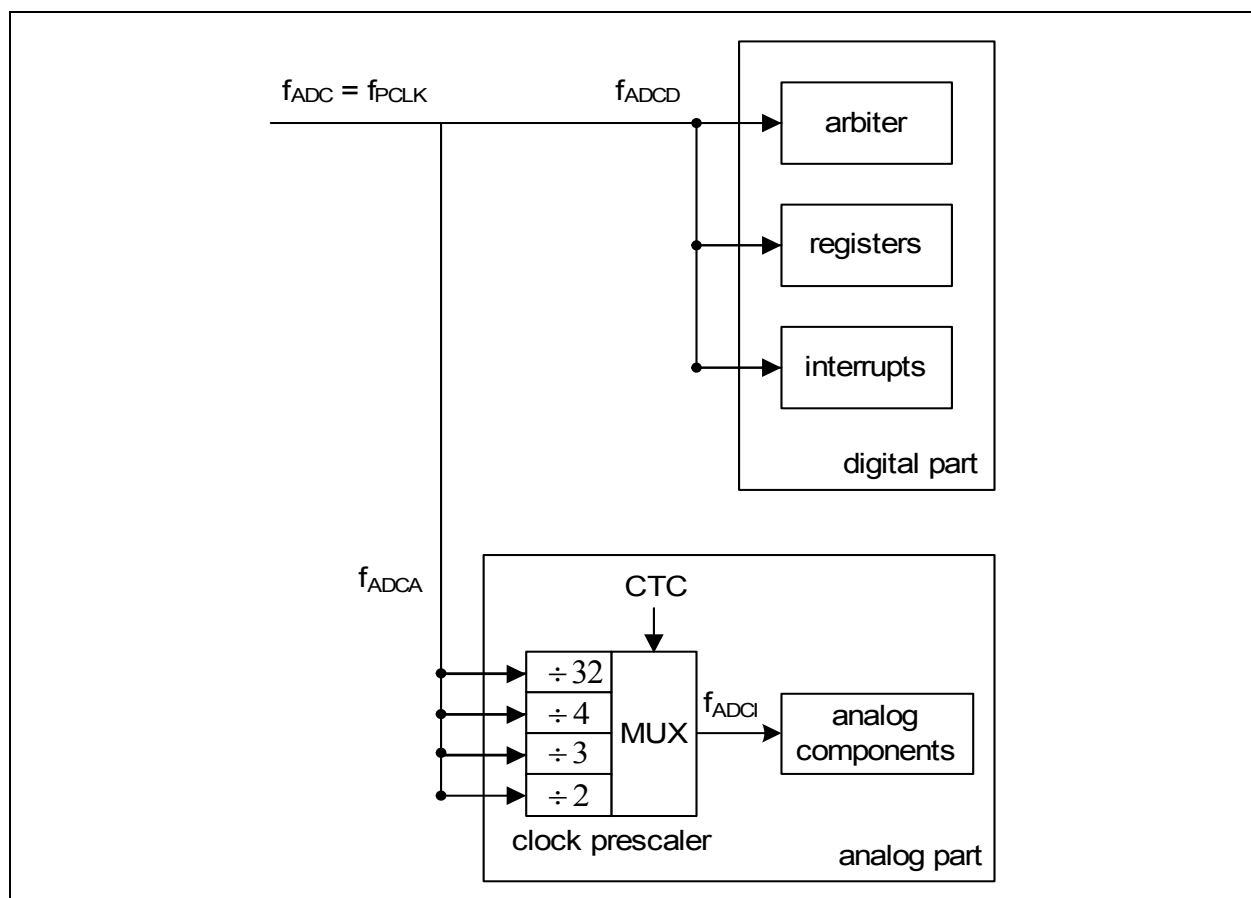 fADC = fPCLK
fADCD
arbiter
registers
interrupts
digital part
fADCA
CTC
÷ 32
÷ 4
÷ 3
÷ 2
MUX
fADCI
analog
components
clock prescaler
analog part